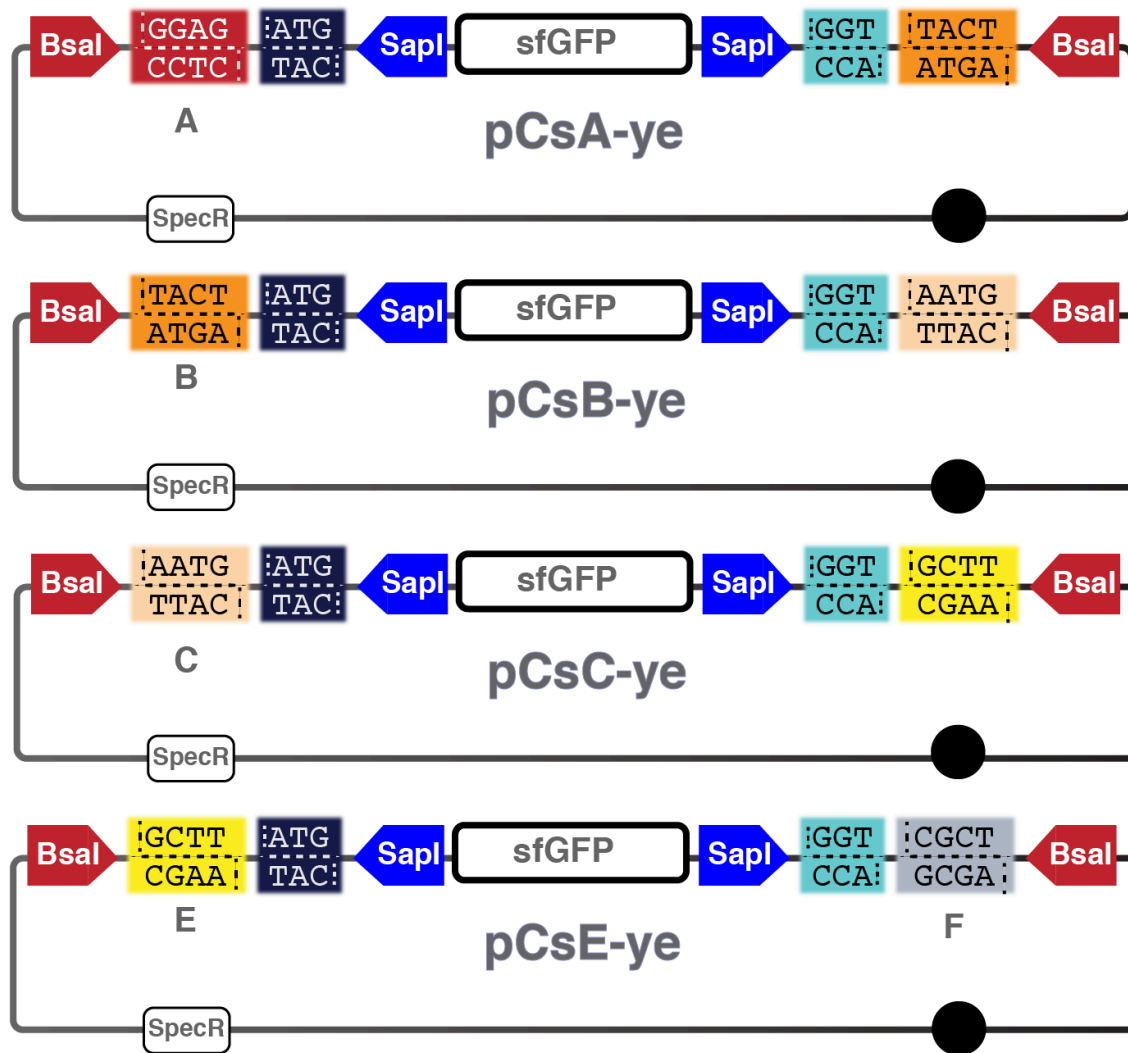 BsaI GGAG ATG SapI sfGFP SapI GGT TACT BsaI
CCTC TAC CCA ATGA
A
pCsA-ye
SpecR
BsaI TACT ATG SapI sfGFP SapI GGT AATG BsaI
ATGA TAC CCA TTAC
B
pCsB-ye
SpecR
BsaI AATG ATG SapI sfGFP SapI GGT GCTT BsaI
TTAC TAC CCA CGAA
C
pCsC-ye
SpecR
BsaI GCTT ATG SapI sfGFP SapI GGT CGCT BsaI
CGAA TAC CCA GCGA
E F
pCsE-ye
SpecR